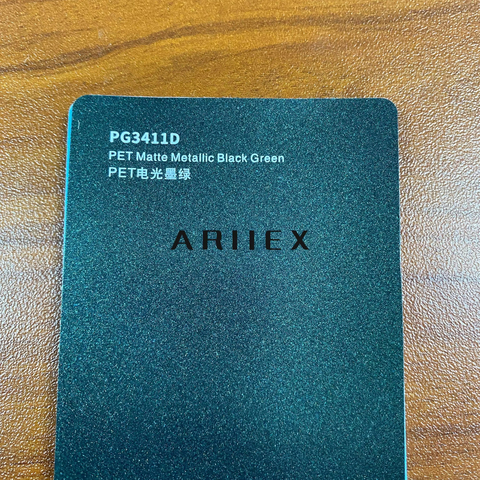 PG3411D
PET Matte Metallic Black Green
PET电光墨绿
ARIIEX